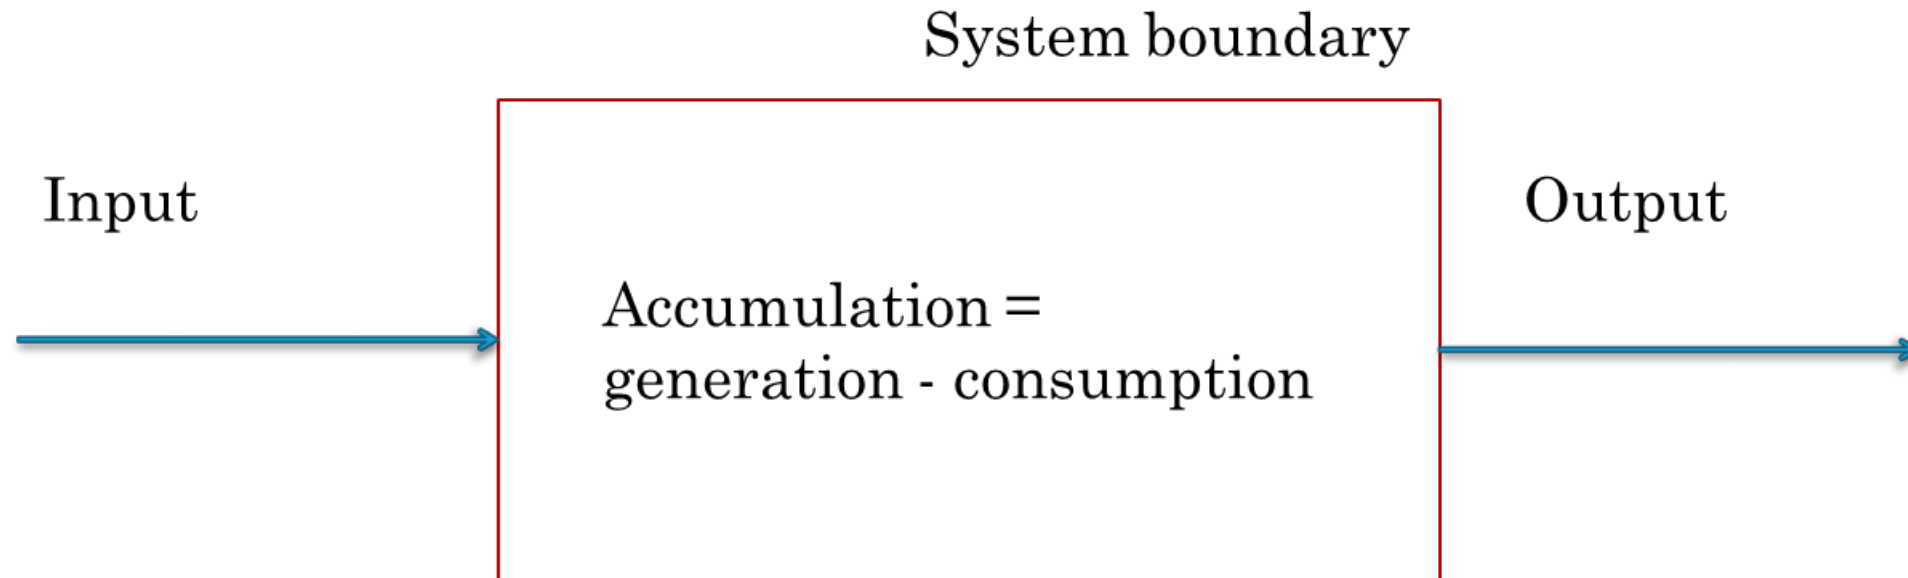 System boundary
Input
Output
Accumulation =
generation - consumption